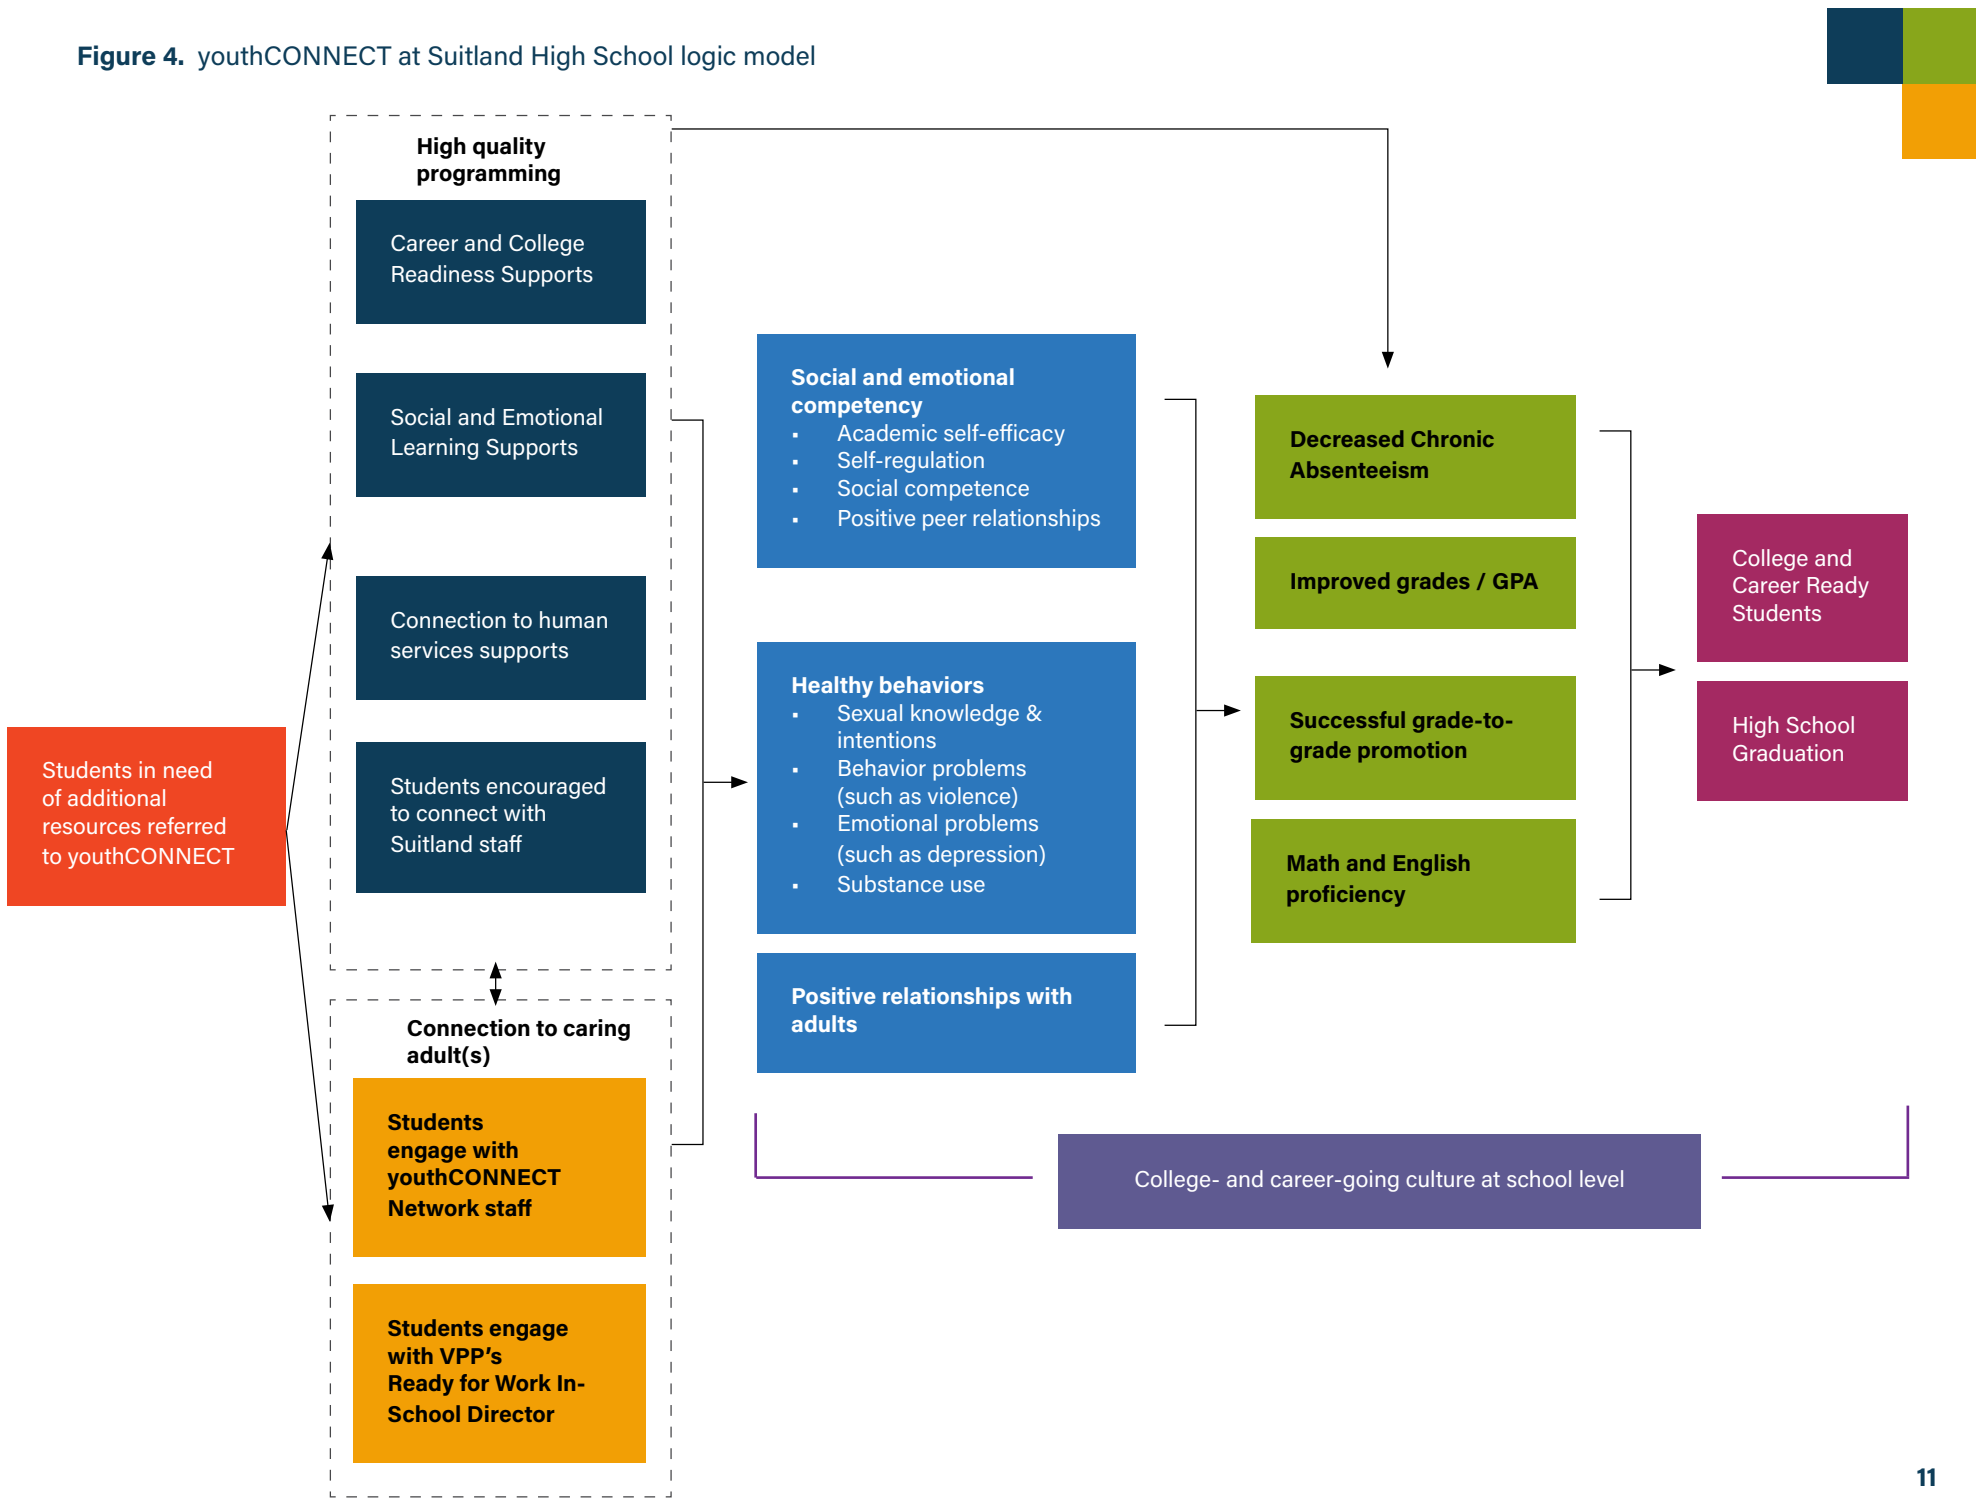 Figure 4. youthCONNECT at Suitland High School logic model
High quality
programming
Career and College
Readiness Supports
Social and Emotional
Learning Supports
Connection to human
services supports
Students encouraged
to connect with
Suitland staff
Students in need
of additional
resources referred
to youthCONNECT
Connection to caring
adult(s)
Students
engage with
youthCONNECT
Network staff
Students engage
with VPP’s
Ready for Work In-
School Director
Social and emotional
competency
▪ Academic self-efficacy
▪ Self-regulation
▪ Social competence
▪ Positive peer relationships
Healthy behaviors
▪ Sexual knowledge &
intentions
▪ Behavior problems
(such as violence)
▪ Emotional problems
(such as depression)
▪ Substance use
Positive relationships with
adults
Decreased Chronic
Absenteeism
Improved grades / GPA
Successful grade-to-
grade promotion
Math and English
proficiency
College and
Career Ready
Students
High School
Graduation
College- and career-going culture at school level
11